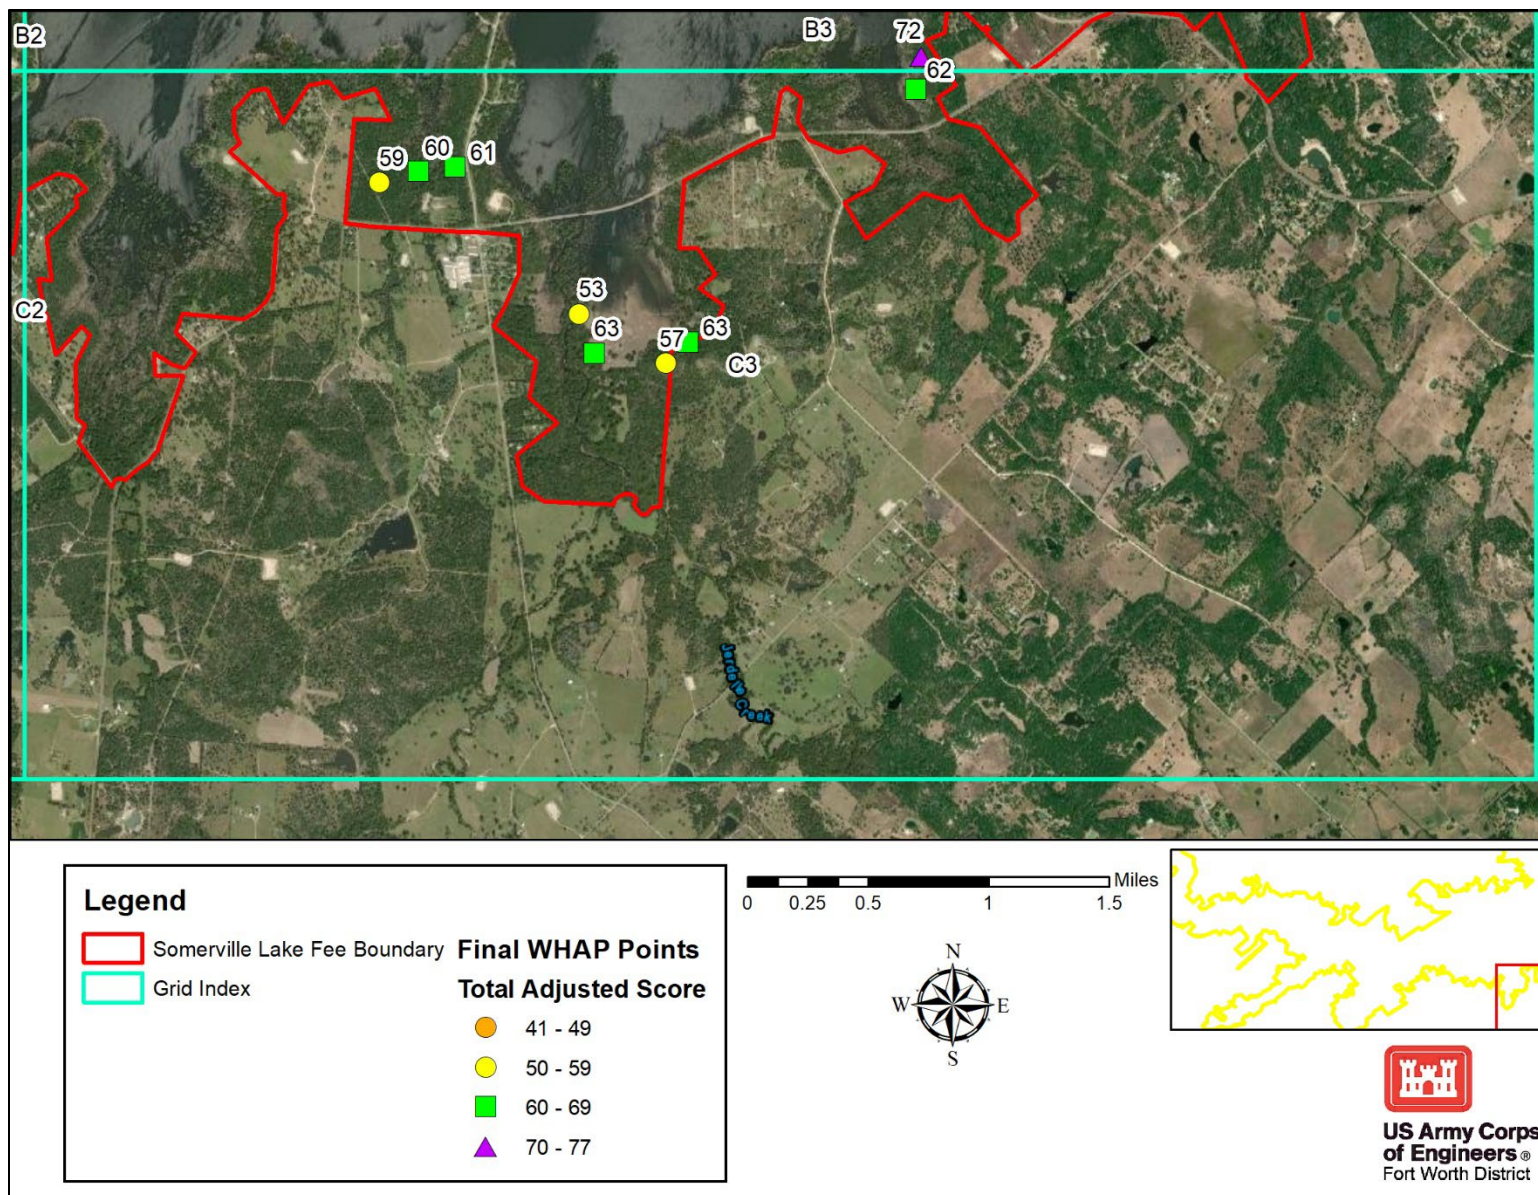 B2
B3
72
62
59
60
61
C2
53
63
57
63
C3
Creek
Legend
Somerville Lake Fee Boundary
Grid Index
Final WHAP Points
Total Adjusted Score
41 - 49
50 - 59
60 - 69
70 - 77
Miles
0 0.25 0.5 1 1.5
N
W E
S
US Army Corps
of Engineers ®
Fort Worth District